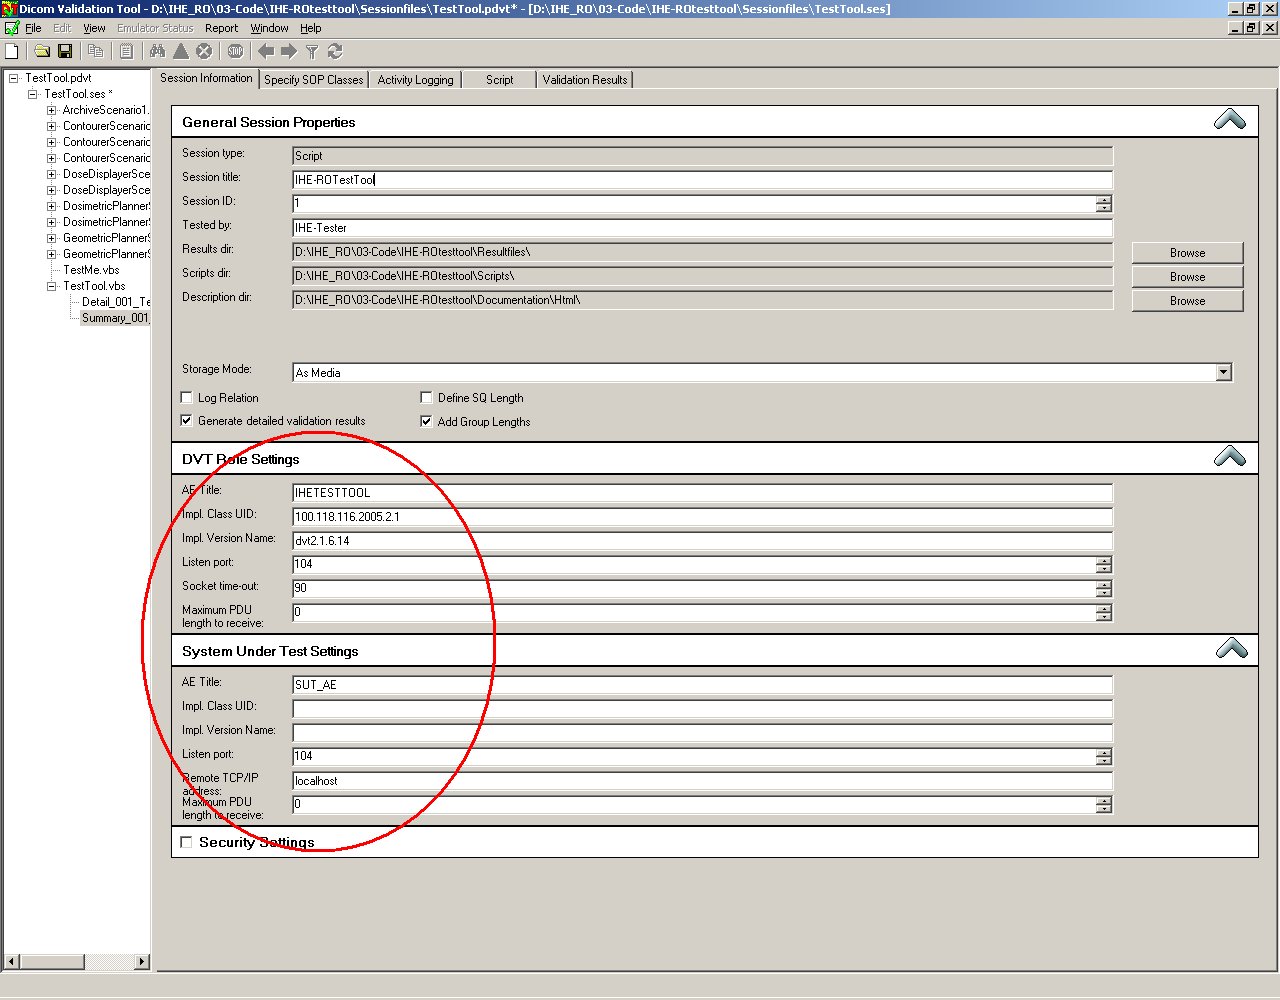 Dicom Validation Tool - D:\IHE_RO\03-Code\IHE-ROtesttool\Sessionfiles\TestTool.pdvt* - [D:\IHE_RO\03-Code\IHE-ROtesttool\Sessionfiles\TestTool.ses]
File Edit View Emulator Status Report Window Help
STOP
TestTool.pdvt
TestTool.ses *
ArchiveScenario1.
ContourerScenario
ContourerScenario
ContourerScenario
DoseDisplayerSce
DoseDisplayerSce
DosimetricPlannerS
DosimetricPlannerS
GeometricPlannerS
GeometricPlannerS
TestMe.vbs
TestTool.vbs
Detail_001_Te
Summary_001_
Session Information Specify SOP Classes Activity Logging Script Validation Results
General Session Properties
Session type: Script
Session title: IHE-ROTestTool
Session ID: 1
Tested by: IHE-Tester
Results dir: D:\IHE_RO\03-Code\IHE-ROtesttool\Resultfiles\ Browse
Scripts dir: D:\IHE_RO\03-Code\IHE-ROtesttool\Scripts\ Browse
Description dir: D:\IHE_RO\03-Code\IHE-ROtesttool\Documentation\Html\ Browse
Storage Mode: As Media
Log Relation Define SQ Length
Generate detailed validation results Add Group Lengths
DVT Role Settings
AE Title: IHETESTTOOL
Impl. Class UID: 100.118.116.2005.2.1
Impl. Version Name: dvt2.1.6.14
Listen port: 104
Socket time-out: 90
Maximum PDU
length to receive: 0
System Under Test Settings
AE Title: SUT_AE
Impl. Class UID:
Impl. Version Name:
Listen port: 104
Remote TCP/IP
address: localhost
Maximum PDU
length to receive: 0
Security Settings